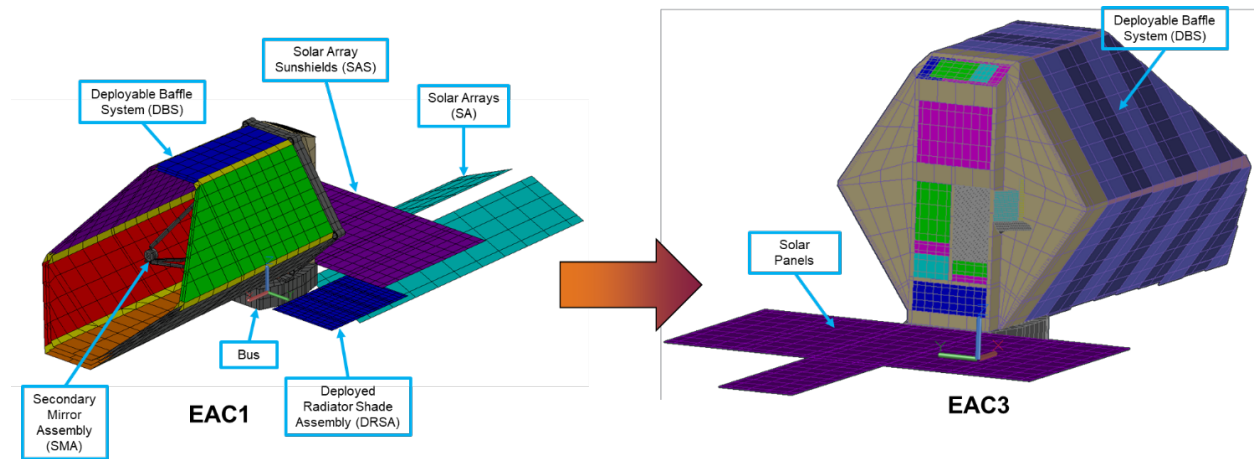 Solar Array
Sunshields (SAS)
Deployable Baffle
System (DBS)
Solar Arrays
(SA)
Bus
Secondary
Mirror
Assembly
(SMA)
Deployed
Radiator Shade
Assembly (DRSA)
EAC1
Deployable Baffle
System (DBS)
Solar
Panels
Y
X
EAC3